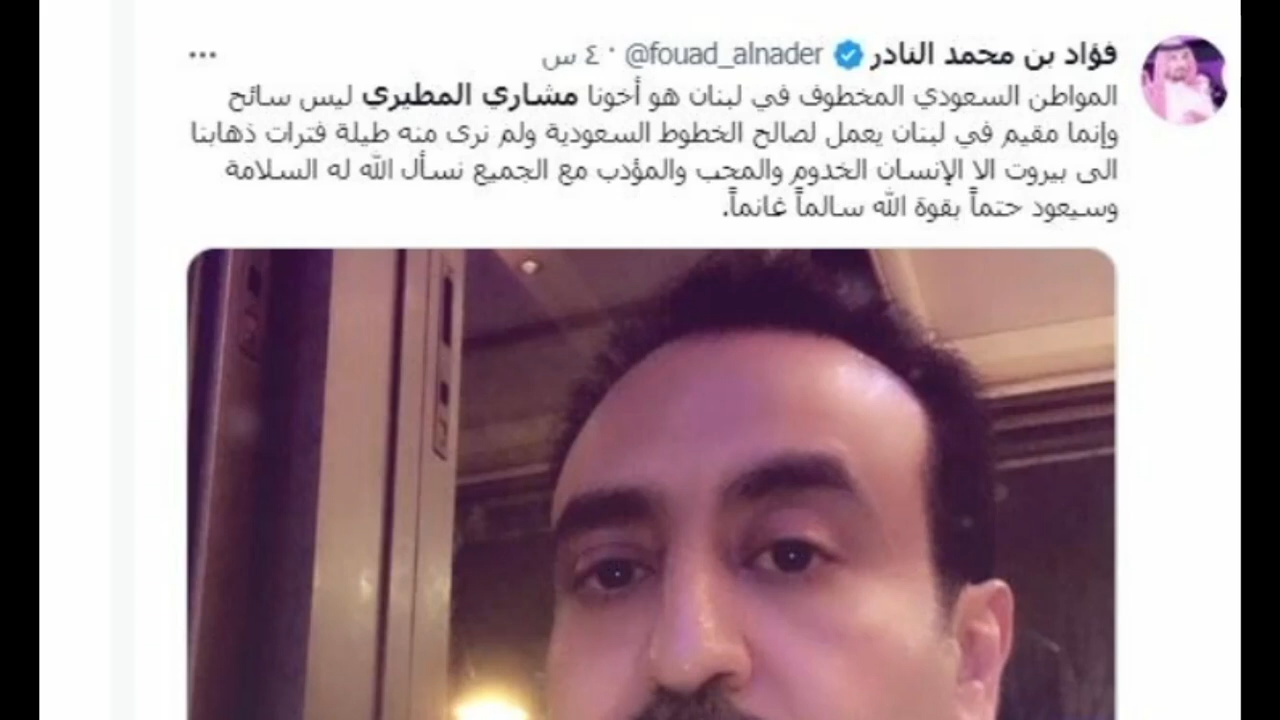 فؤاد بن محمد النادر @fouad_alnader · ٤ س
المواطن السعودي المخطوف في لبنان هو أخونا مشاري المطيري ليس سائح
وإنما مقيم في لبنان يعمل لصالح الخطوط السعودية ولم نرى منه طيلة فترات ذهابنا
الى بيروت الا الإنسان الخدوم والمحب والمؤدب مع الجميع نسأل الله له السلامة
وسيعود حتماً بقوة الله سالماً غانماً.